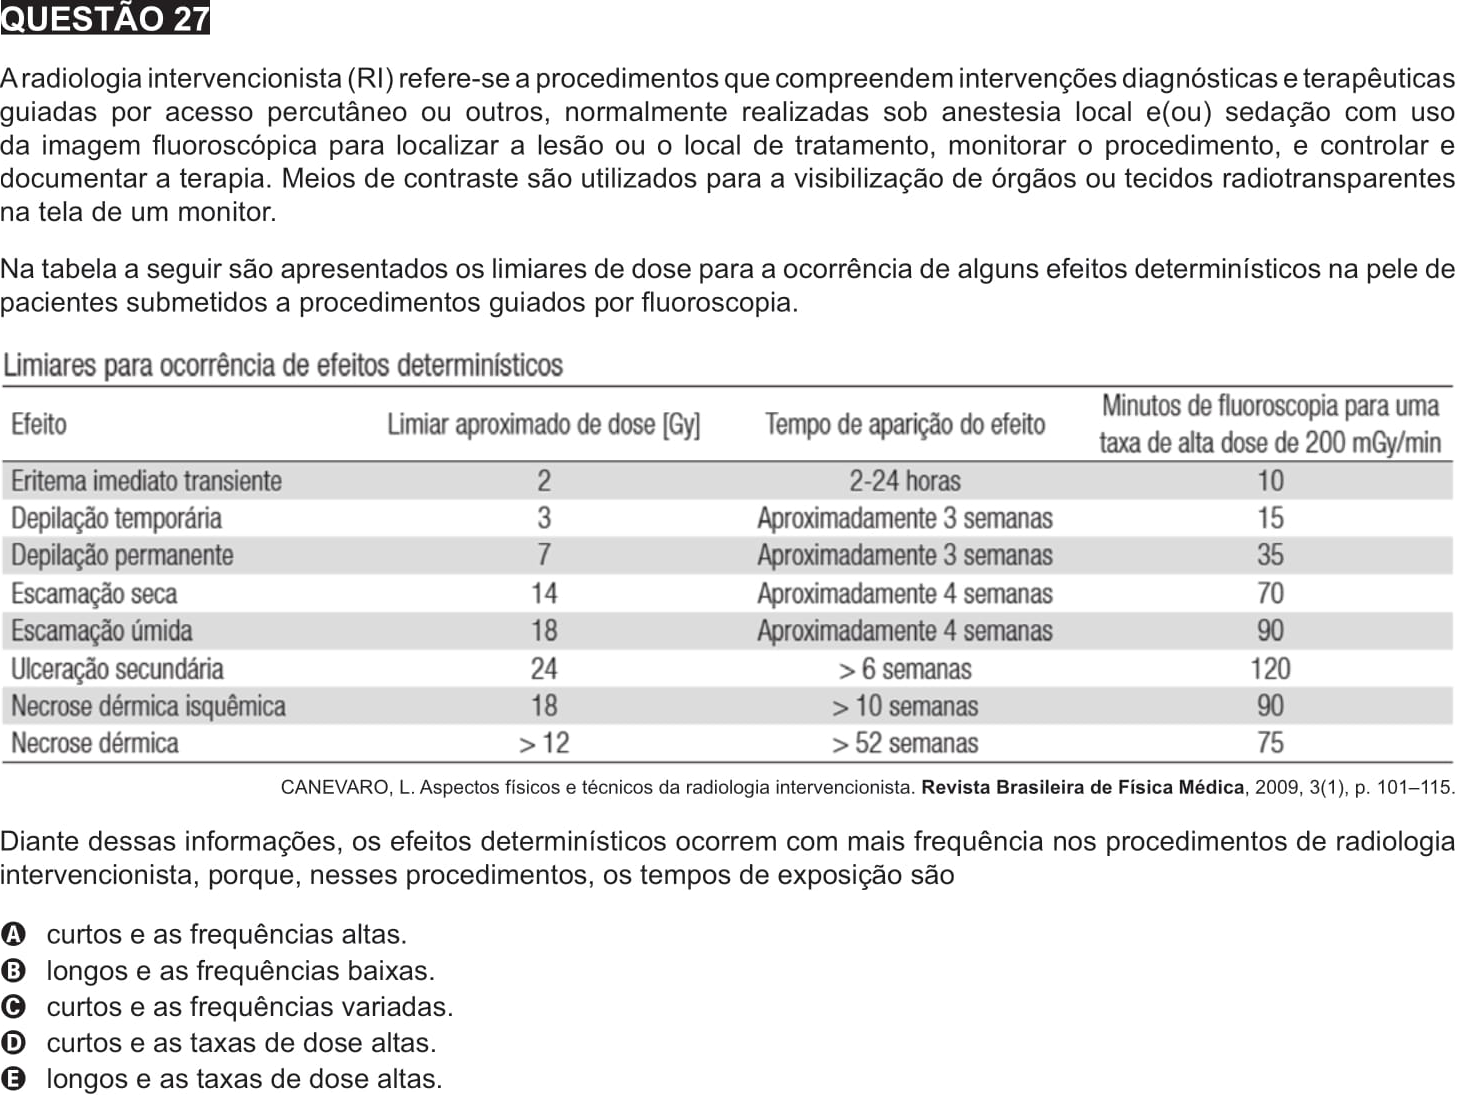 QUESTÃO 27
A radiologia intervencionista (RI) refere-se a procedimentos que compreendem intervenções diagnósticas e terapêuticas
guiadas por acesso percutâneo ou outros, normalmente realizadas sob anestesia local e(ou) sedação com uso
da imagem fluoroscópica para localizar a lesão ou o local de tratamento, monitorar o procedimento, e controlar e
documentar a terapia. Meios de contraste são utilizados para a visibilização de órgãos ou tecidos radiotransparentes
na tela de um monitor.
Na tabela a seguir são apresentados os limiares de dose para a ocorrência de alguns efeitos determinísticos na pele de
pacientes submetidos a procedimentos guiados por fluoroscopia.
Limiares para ocorrência de efeitos determinísticos
Efeito Limiar aproximado de dose [Gy] Tempo de aparição do efeito Minutos de fluoroscopia para uma
taxa de alta dose de 200 mGy/min
Eritema imediato transiente 2 2-24 horas 10
Depilação temporária 3 Aproximadamente 3 semanas 15
Depilação permanente 7 Aproximadamente 3 semanas 35
Escamação seca 14 Aproximadamente 4 semanas 70
Escamação úmida 18 Aproximadamente 4 semanas 90
Ulceração secundária 24 > 6 semanas 120
Necrose dérmica isquêmica 18 > 10 semanas 90
Necrose dérmica > 12 > 52 semanas 75
CANEVARO, L. Aspectos físicos e técnicos da radiologia intervencionista. Revista Brasileira de Física Médica, 2009, 3(1), p. 101–115.
Diante dessas informações, os efeitos determinísticos ocorrem com mais frequência nos procedimentos de radiologia
intervencionista, porque, nesses procedimentos, os tempos de exposição são
A curtos e as frequências altas.
B longos e as frequências baixas.
C curtos e as frequências variadas.
D curtos e as taxas de dose altas.
E longos e as taxas de dose altas.